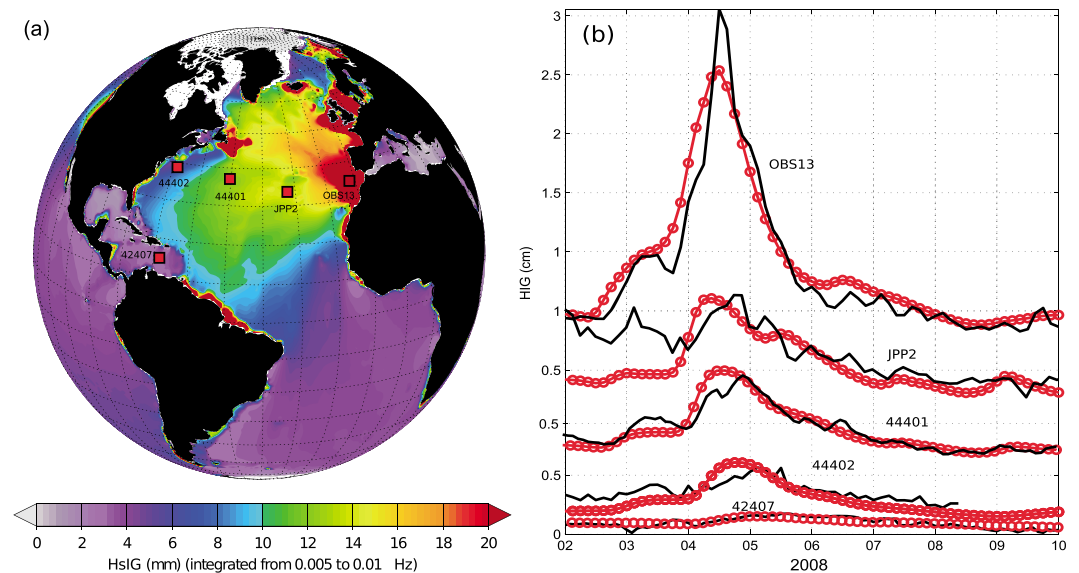 (a)
44402
44401
JPP2
OBS13
42407
0 2 4 6 8 10 12 14 16 18 20
HsIG (mm) (integrated from 0.005 to 0.01 Hz)
(b)
3
2.5
2
1.5
1
1
0.5
0.5
0.5
0
HIG (cm)
OBS13
JPP2
44401
44402
42407
02 03 04 05 06 07 08 09 10
2008